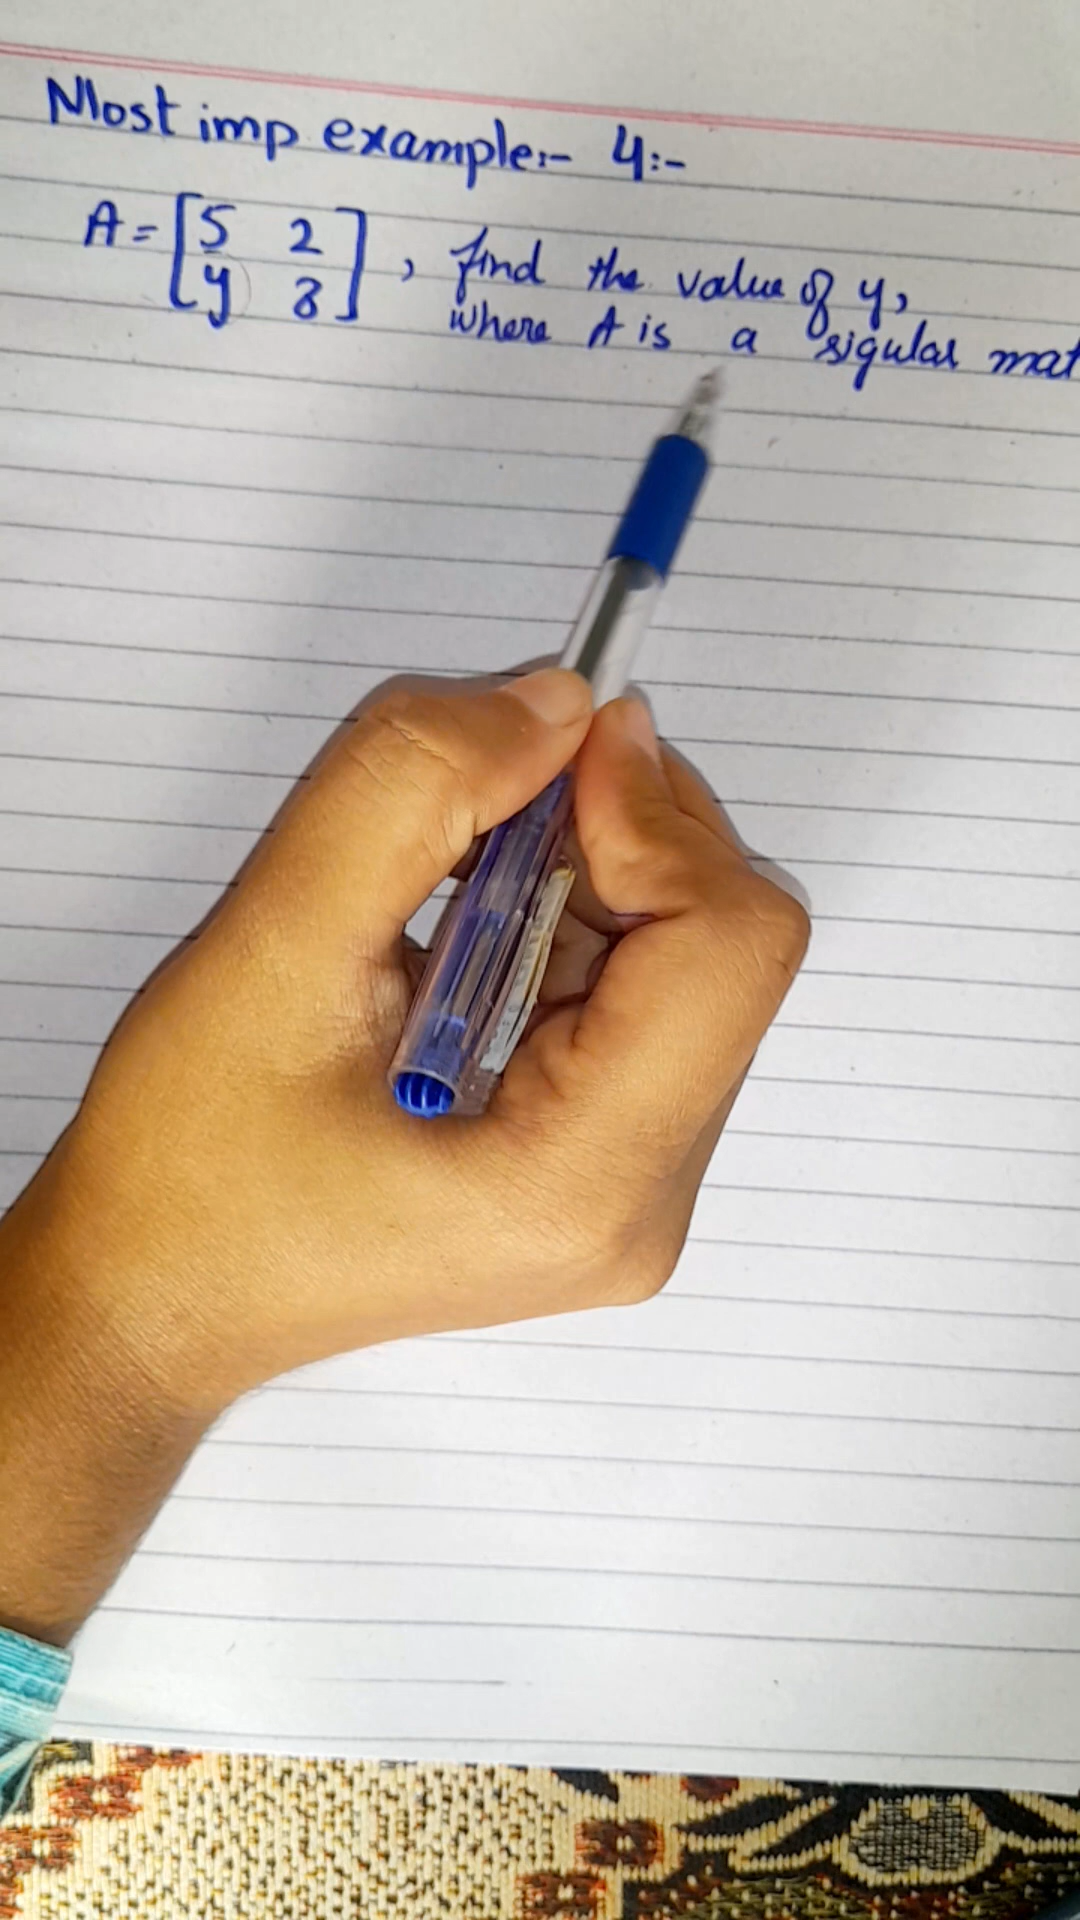 Most imp example:- 4:-
A = [5 2
y 8], find the value of y,
where A is a sigular mat